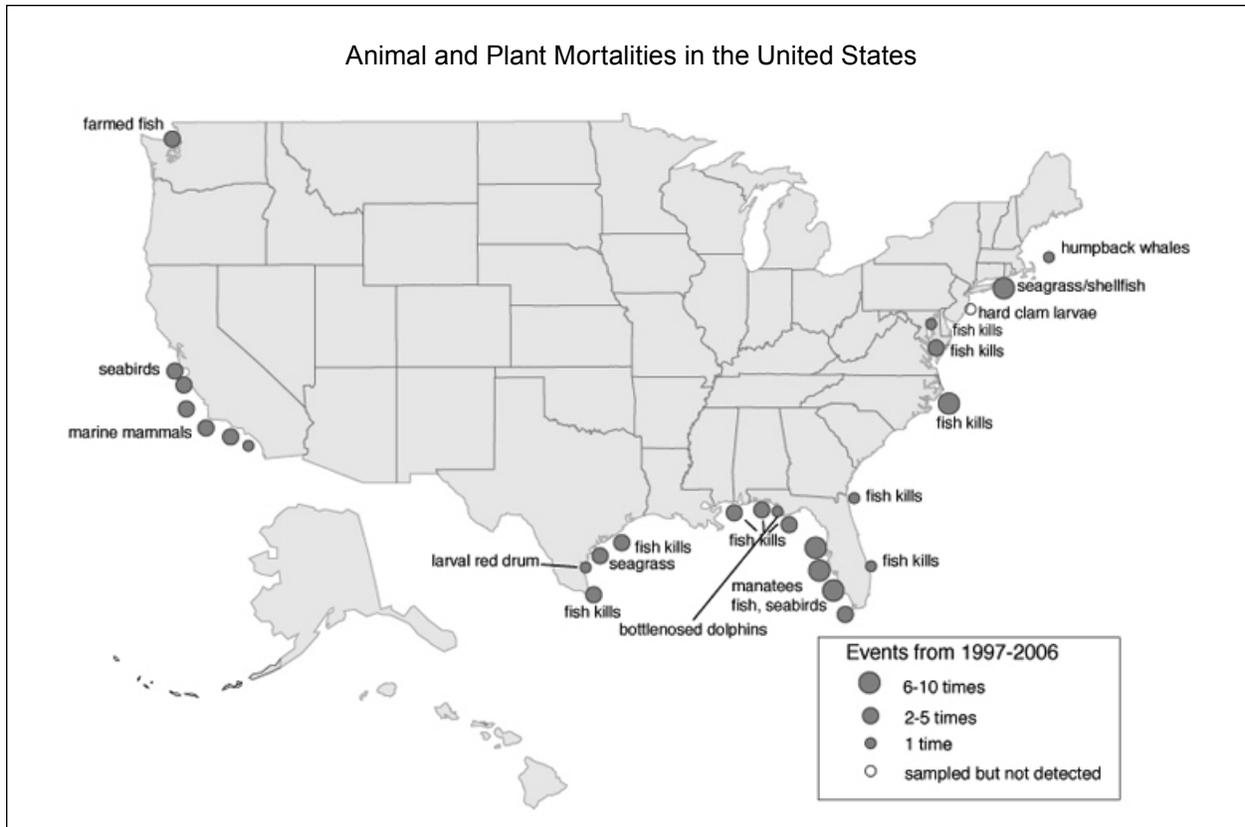 Animal and Plant Mortalities in the United States
farmed fish
humpback whales
seagrass/shellfish
hard clam larvae
fish kills
fish kills
seabirds
marine mammals
fish kills
fish kills
fish kills
fish kills
seagrass
larval red drum
fish kills
fish kills
manatees
fish, seabirds
bottlenosed dolphins
Events from 1997-2006
6-10 times
2-5 times
1 time
sampled but not detected